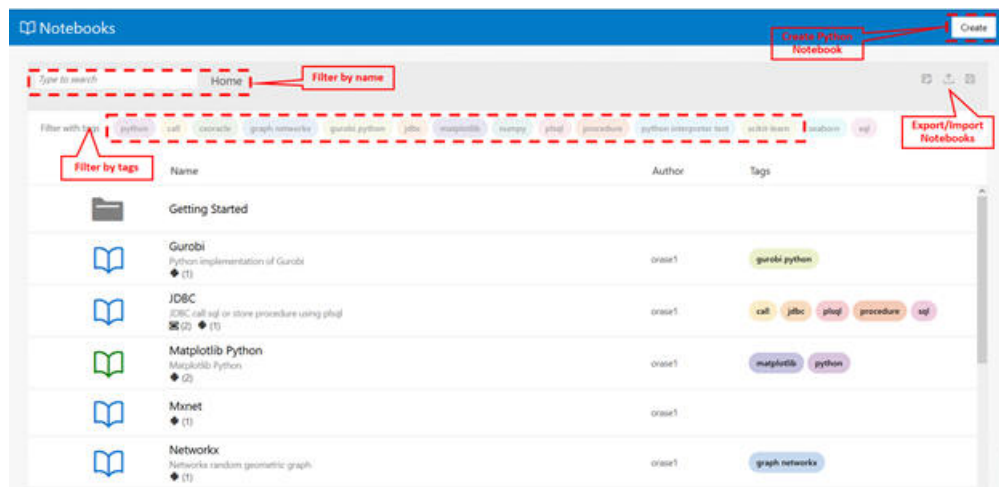 Notebooks
Create
Create Python
Notebook
Type to search
Home
Filter by name
Filter with tags python call cxoracle graph networkx gurobi python jdbc matplotlib numpy plsql procedure python interpreter test scikit-learn seaborn sql
Export/Import
Notebooks
Filter by tags
Name Author Tags
Getting Started
Gurobi
Python implementation of Gurobi
(1)
orase1
gurobi python
JDBC
JDBC call sql or store procedure using plsql
(2) (1)
orase1
call jdbc plsql procedure sql
Matplotlib Python
Matplotlib Python
(2)
orase1
matplotlib python
Mxnet
(1)
orase1
Networkx
Networkx random geometric graph
(1)
orase1
graph networkx